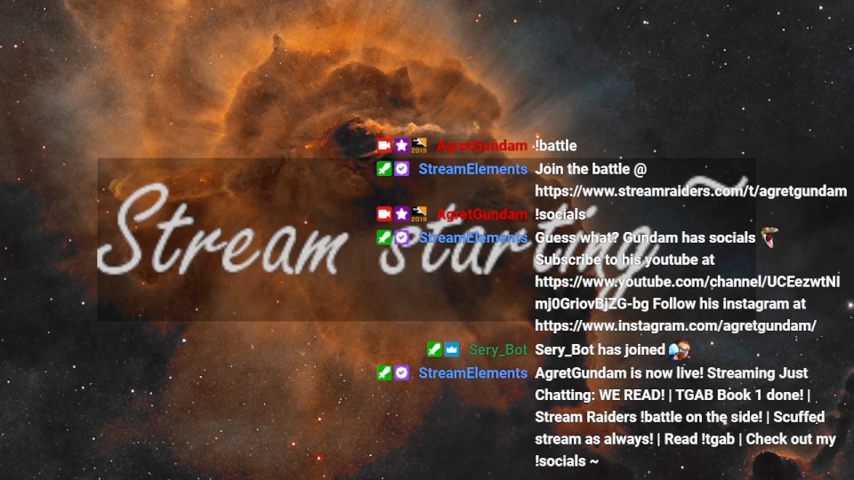 AgretGundam !battle
StreamElements Join the battle @
https://www.streamraiders.com/t/agretgundam
AgretGundam !socials
StreamElements Guess what? Gundam has socials
Subscribe to his youtube at
https://www.youtube.com/channel/UCEezwtNI
mj0GriovBjZG-bg Follow his instagram at
https://www.instagram.com/agretgundam/
Stream starting ~
Sery_Bot Sery_Bot has joined
StreamElements AgretGundam is now live! Streaming Just
Chatting: WE READ! | TGAB Book 1 done! |
Stream Raiders !battle on the side! | Scuffed
stream as always! | Read !tgab | Check out my
!socials ~